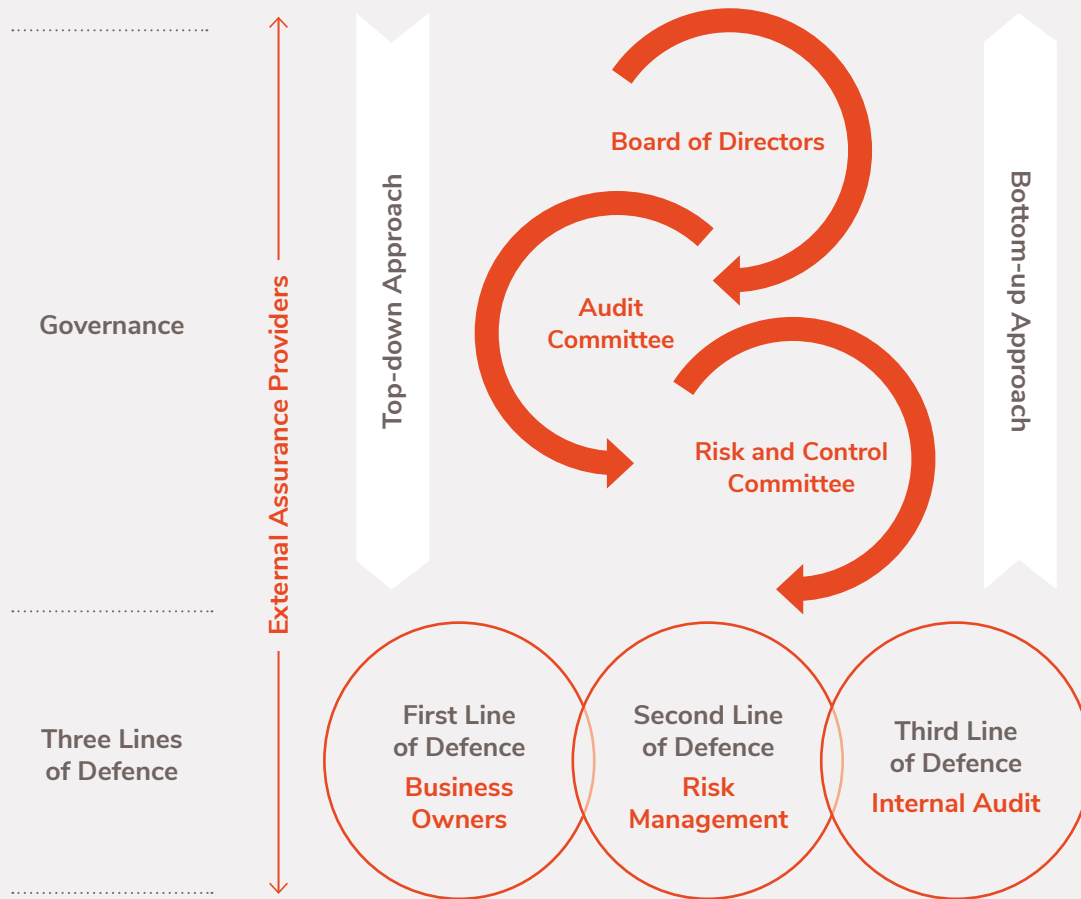 Governance
External Assurance Providers
Top-down Approach
Board of Directors
Audit
Committee
Risk and Control
Committee
Bottom-up Approach
Three Lines
of Defence
First Line
of Defence
Business
Owners
Second Line
of Defence
Risk
Management
Third Line
of Defence
Internal Audit